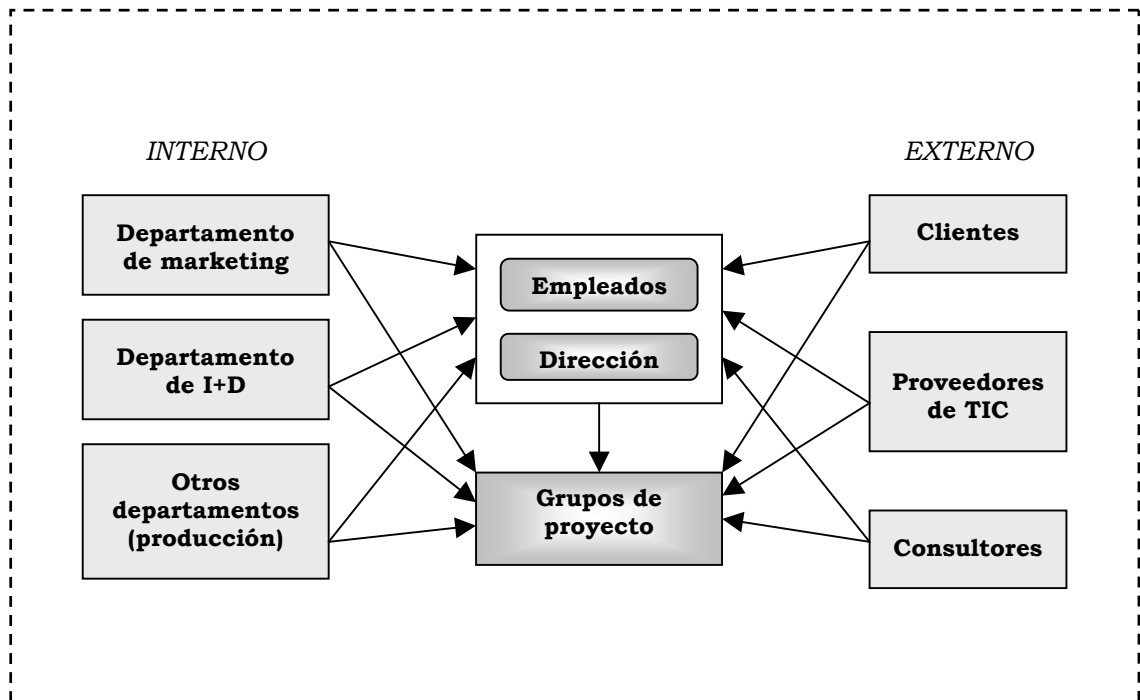 INTERNO
EXTERNO
Departamento
de marketing
Departamento
de I+D
Otros
departamentos
(producción)
Empleados
Dirección
Grupos de
proyecto
Clientes
Proveedores
de TIC
Consultores